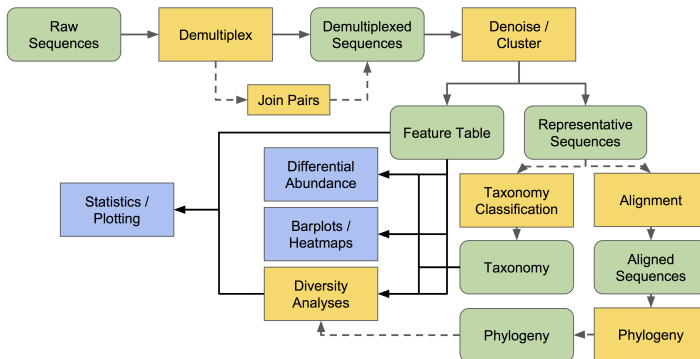 Raw
Sequences
Demultiplex
Demultiplexed
Sequences
Denoise /
Cluster
Join Pairs
Feature Table
Representative
Sequences
Differential
Abundance
Taxonomy
Classification
Alignment
Statistics /
Plotting
Barplots /
Heatmaps
Taxonomy
Aligned
Sequences
Diversity
Analyses
Phylogeny
Phylogeny